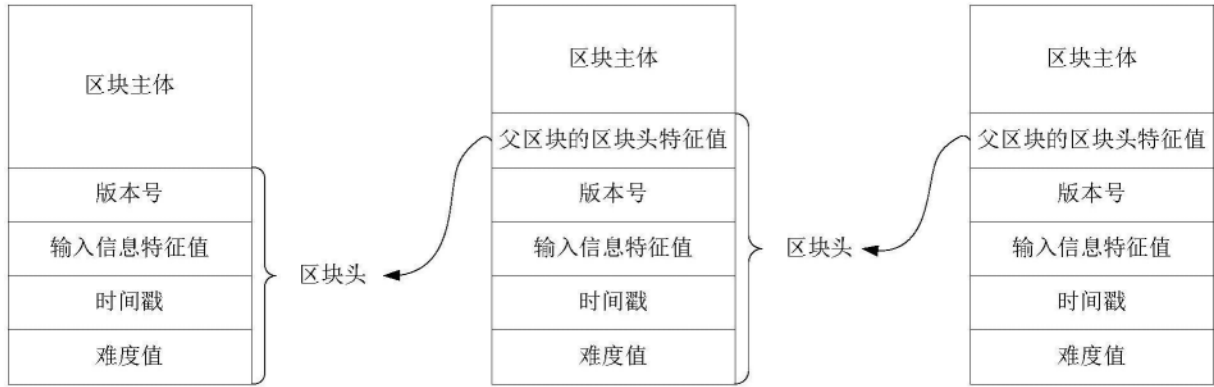 区块主体
版本号
输入信息特征值
时间戳
难度值
区块头
区块主体
父区块的区块头特征值
版本号
输入信息特征值
时间戳
难度值
区块头
区块主体
父区块的区块头特征值
版本号
输入信息特征值
时间戳
难度值